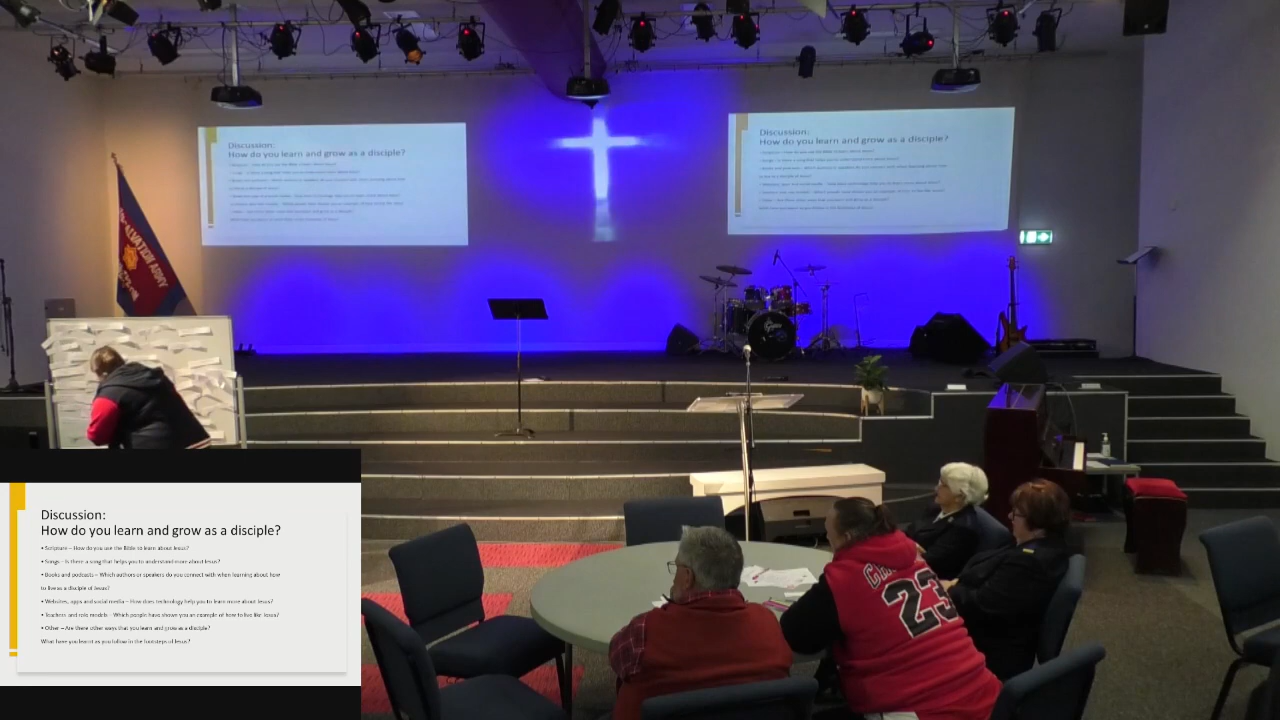 Discussion:
How do you learn and grow as a disciple?
Discussion:
How do you learn and grow as a disciple?
SALVATION ARMY
23
Discussion:
How do you learn and grow as a disciple?
• Scripture – How do you use the Bible to learn about Jesus?
• Songs – Is there a song that helps you to understand more about Jesus?
• Books and podcasts – Which authors or speakers do you connect with when learning about how
to live as a disciple of Jesus?
• Websites, apps and social media – How does technology help you to learn more about Jesus?
• Teachers and role models – Which people have shown you an example of how to live like Jesus?
• Other – Are there other ways that you learn and grow as a disciple?
What have you learnt as you follow in the footsteps of Jesus?